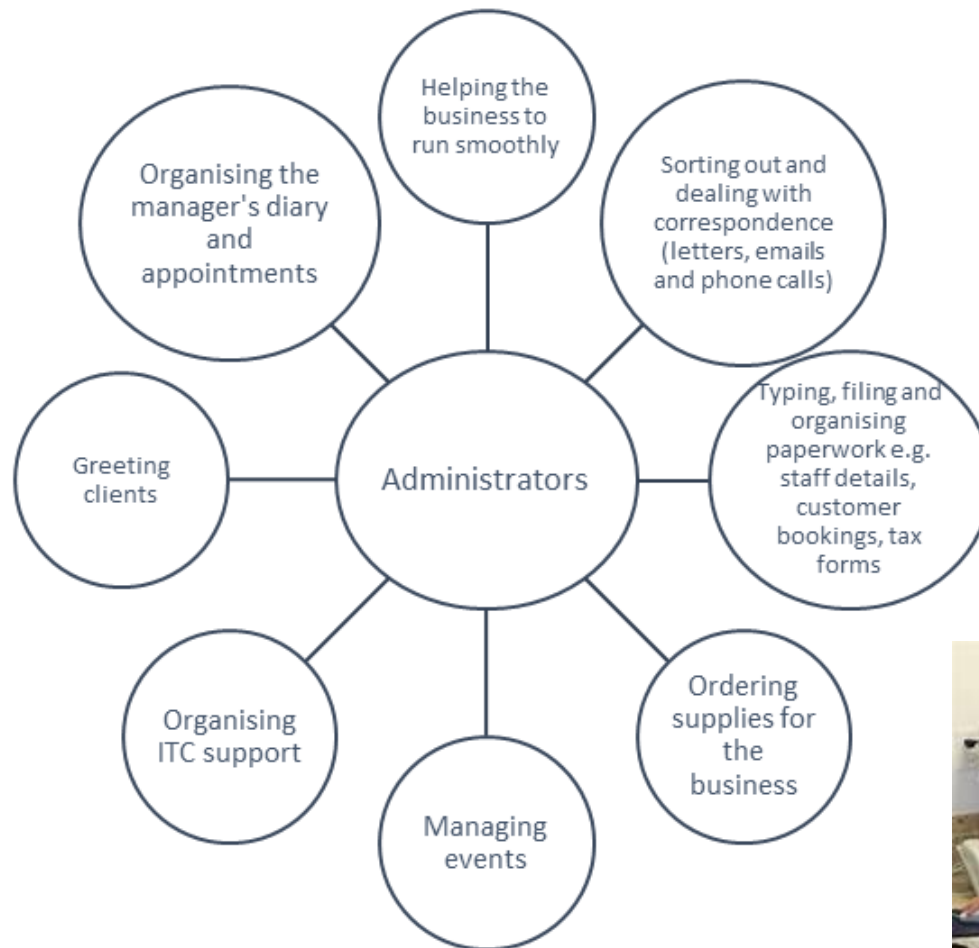 Helping the
business to
run smoothly
Sorting out and
dealing with
correspondence
(letters, emails
and phone calls)
Typing, filing and
organising
paperwork e.g.
staff details,
customer
bookings, tax
forms
Ordering
supplies for
the
business
Managing
events
Organising
ITC support
Greeting
clients
Organising the
manager's diary
and
appointments
Administrators